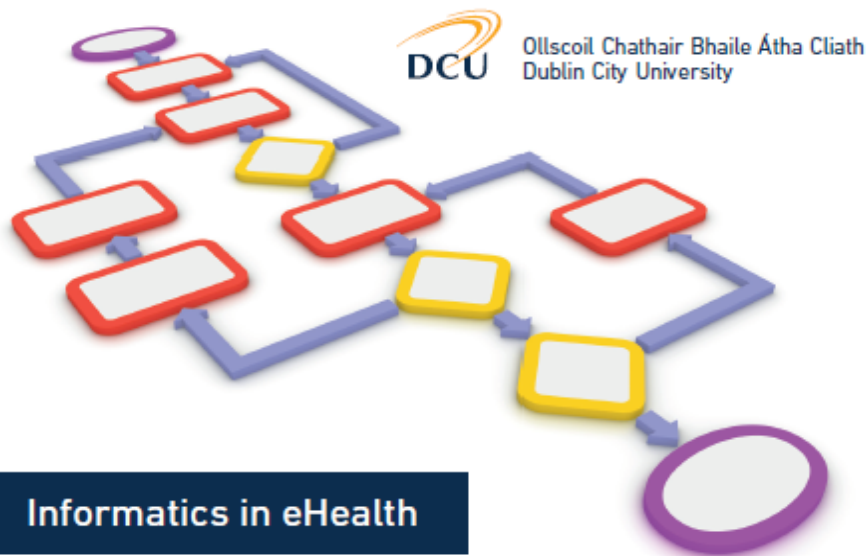 DCU
Ollscoil Chathair Bhaile Átha Cliath
Dublin City University
Informatics in eHealth